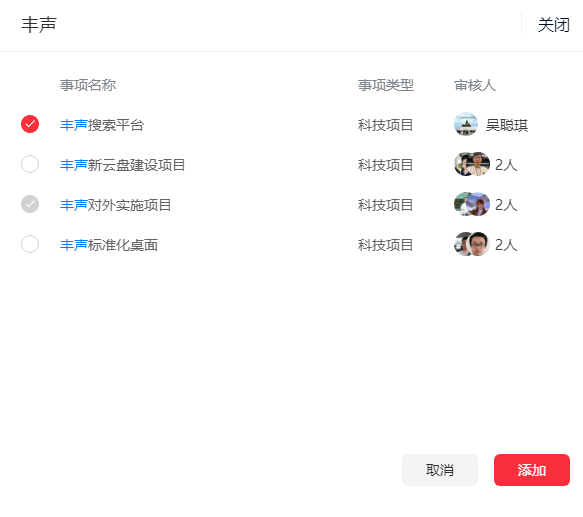 丰声 关闭
事项名称 事项类型 审核人
丰声搜索平台 科技项目 吴聪琪
丰声新云盘建设项目 科技项目 2人
丰声对外实施项目 科技项目 2人
丰声标准化桌面 科技项目 2人
取消 添加